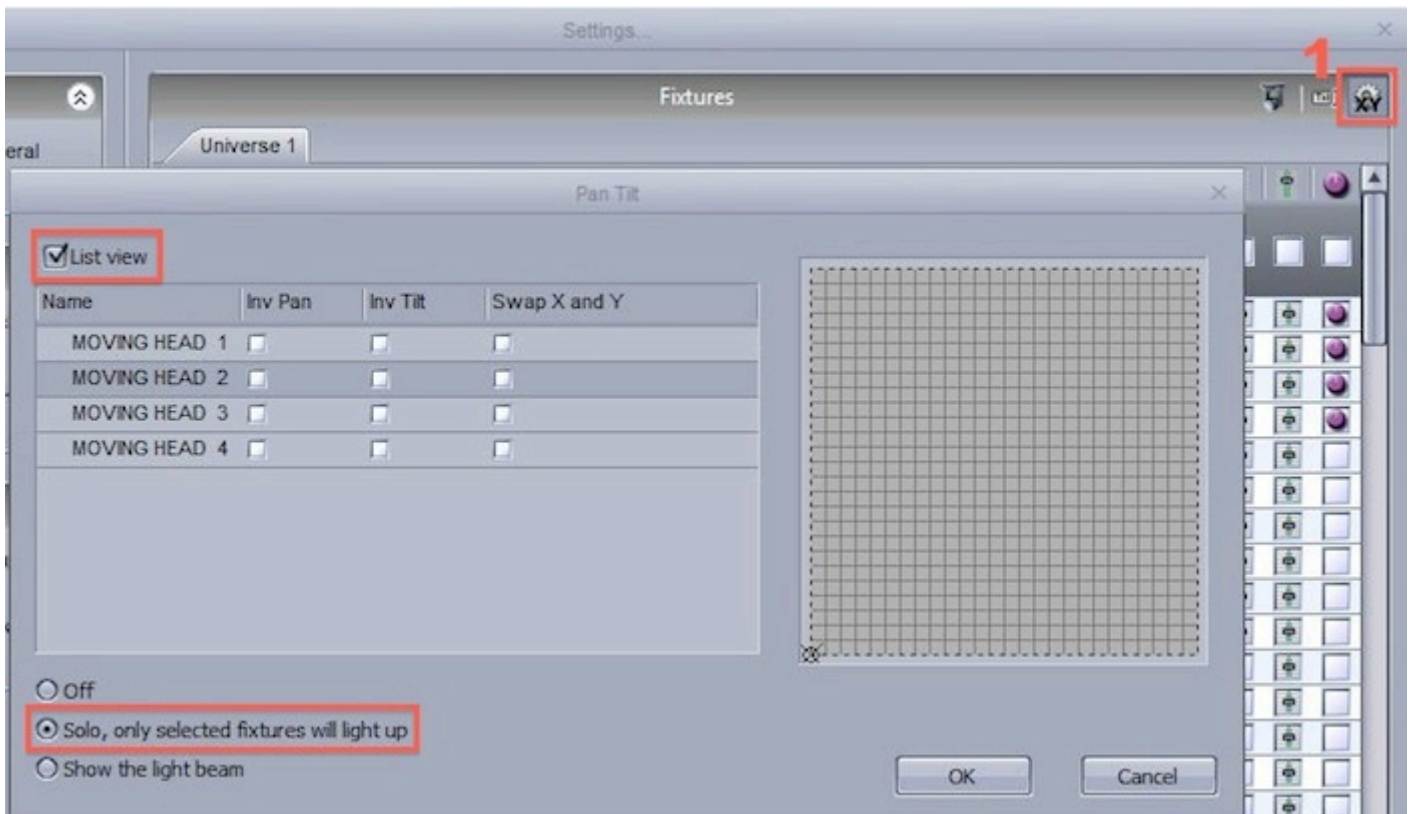 Settings...
1
Fixtures
XY
eral
Universe 1
Pan Tilt
List view
Name Inv Pan Inv Tilt Swap X and Y
MOVING HEAD 1
MOVING HEAD 2
MOVING HEAD 3
MOVING HEAD 4
Off
Solo, only selected fixtures will light up
Show the light beam
OK Cancel